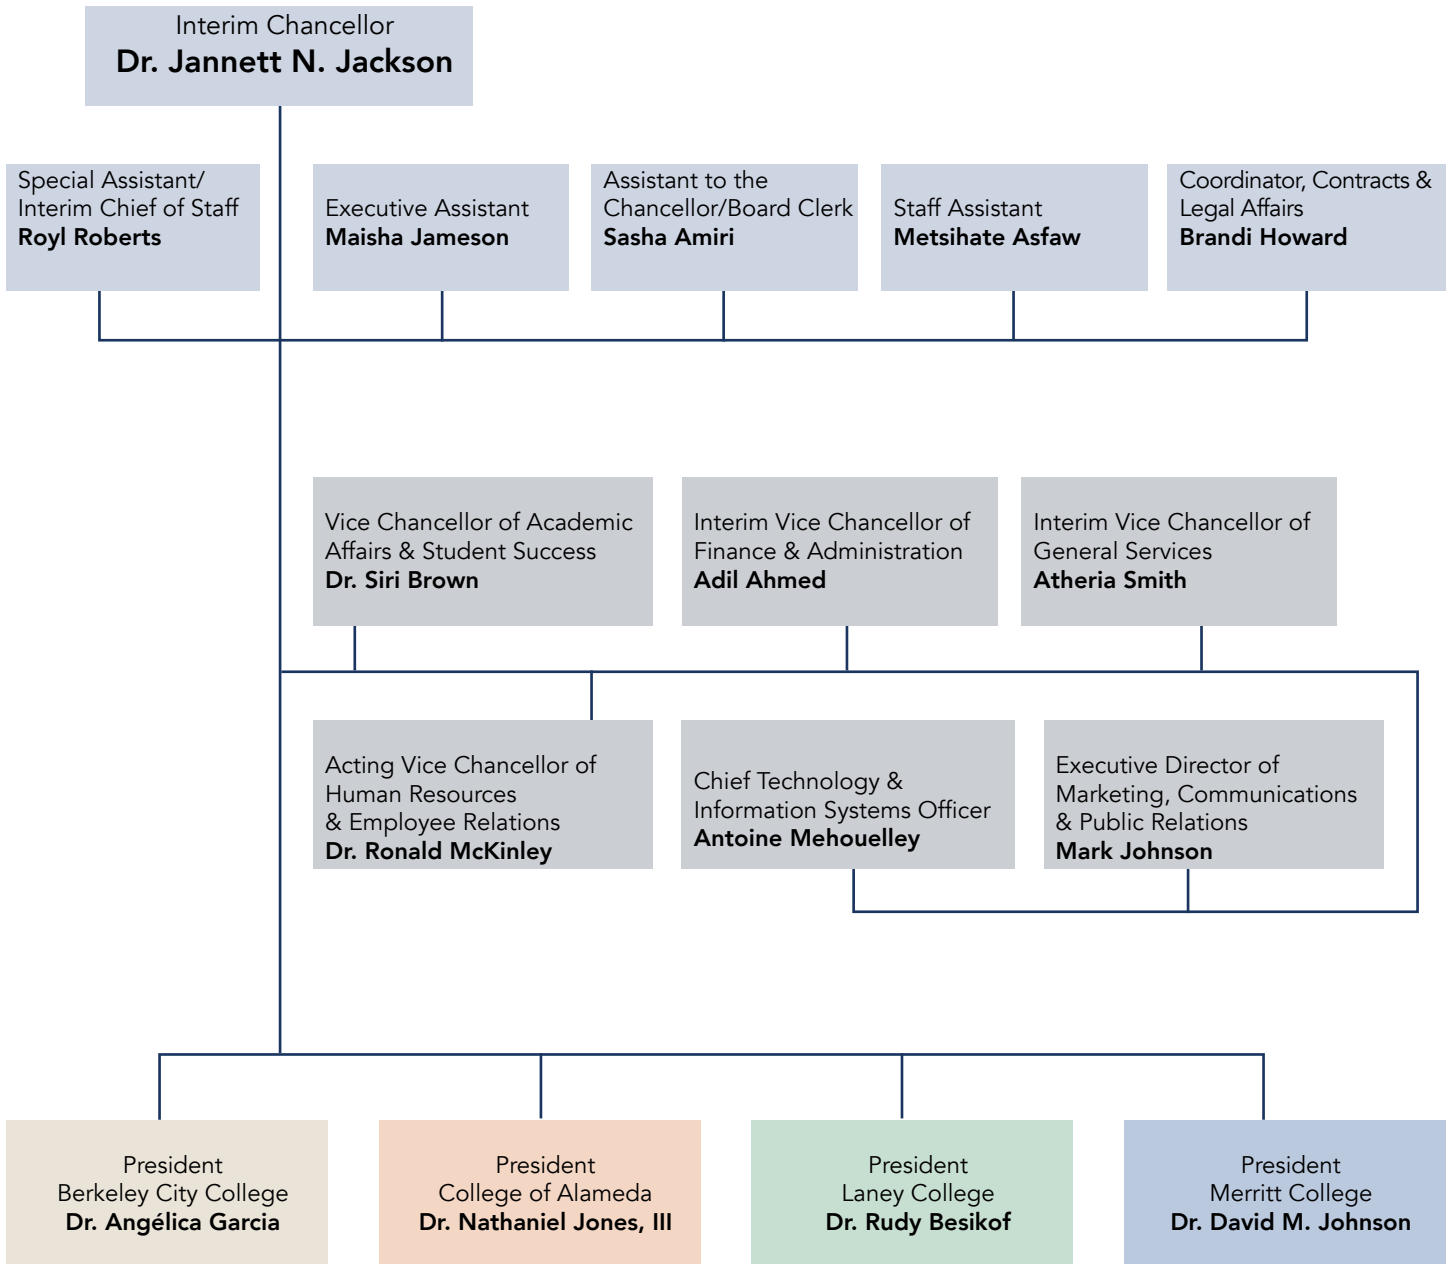 Interim Chancellor
Dr. Jannett N. Jackson
Special Assistant/
Interim Chief of Staff
Royl Roberts
Executive Assistant
Maisha Jameson
Assistant to the
Chancellor/Board Clerk
Sasha Amiri
Staff Assistant
Metsihate Asfaw
Coordinator, Contracts &
Legal Affairs
Brandi Howard
Vice Chancellor of Academic
Affairs & Student Success
Dr. Siri Brown
Interim Vice Chancellor of
Finance & Administration
Adil Ahmed
Interim Vice Chancellor of
General Services
Atheria Smith
Acting Vice Chancellor of
Human Resources
& Employee Relations
Dr. Ronald McKinley
Chief Technology &
Information Systems Officer
Antoine Mehouelley
Executive Director of
Marketing, Communications
& Public Relations
Mark Johnson
President
Berkeley City College
Dr. Angélica Garcia
President
College of Alameda
Dr. Nathaniel Jones, III
President
Laney College
Dr. Rudy Besikof
President
Merritt College
Dr. David M. Johnson